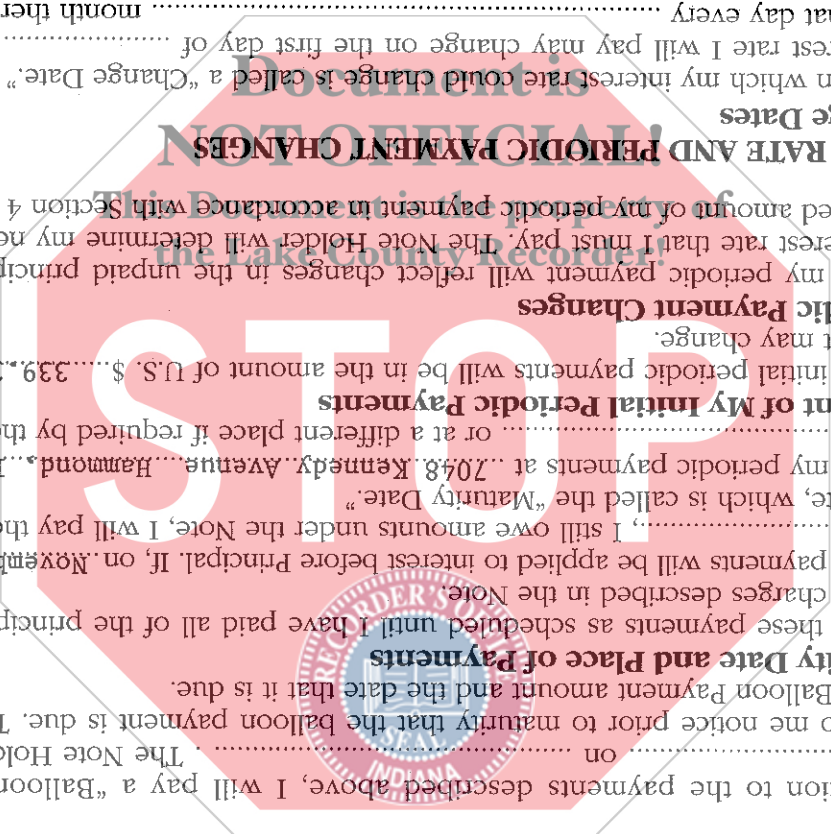 Document is
NOT OFFICIAL!
This Document is the property of
the Lake County Recorder!
STOP
RECORDER'S OF
SEAL
INDIANA
tion to the payments described above, I will pay a "Balloon
on .......... . The Note Hold
o me notice prior to maturity that the balloon payment is due. T
Balloon Payment amount and the date that it is due.
ity Date and Place of Payments
these payments as scheduled until I have paid all of the princip
charges described in the Note.
payments will be applied to interest before Principal. If, on Novemb
.........., I still owe amounts under the Note, I will pay the
te, which is called the "Maturity Date."
my periodic payments at 7048 Kennedy Avenue Hammond, I
.......... or at a different place if required by the
nt of My Initial Periodic Payments
initial periodic payments will be in the amount of U.S. $ 339.
t may change.
dic Payment Changes
my periodic payment will reflect changes in the unpaid princip
erest rate that I must pay. The Note Holder will determine my ne
ed amount of my periodic payment in accordance with Section 4
RATE AND PERIODIC PAYMENT CHANGES
ge Dates
n which my interest rate could change is called a "Change Date."
rest rate I will pay may change on the first day of ..........
hat day every .......... month ther